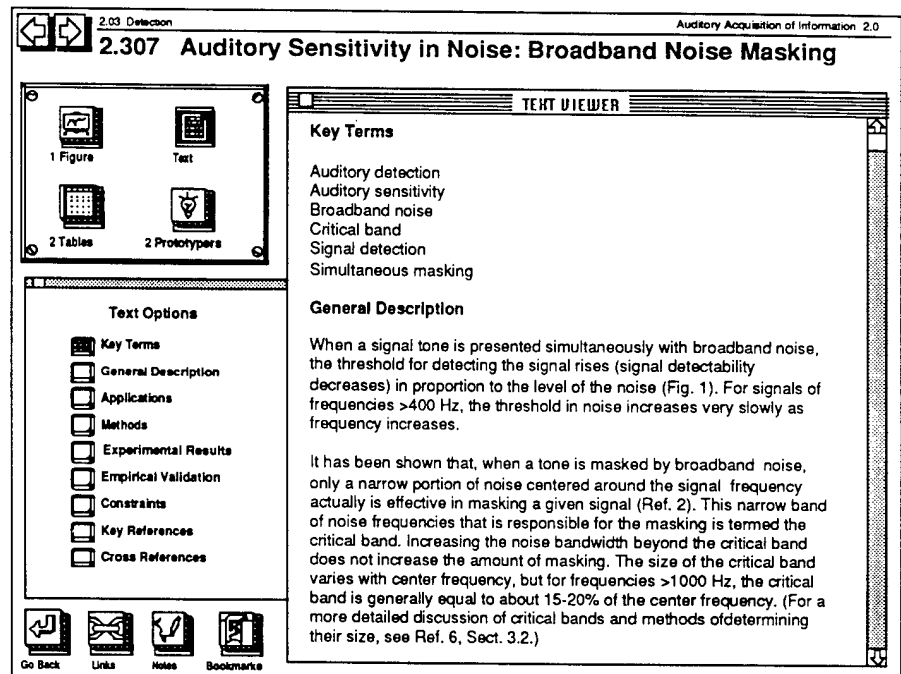 2.03 Detection
Auditory Acquisition of Information 2.0
2.307 Auditory Sensitivity in Noise: Broadband Noise Masking
1 Figure
Text
2 Tables
2 Prototypers
Text Options
Key Terms
General Description
Applications
Methods
Experimental Results
Empirical Validation
Constraints
Key References
Cross References
Go Back
Links
Notes
Bookmarks
TEXT VIEWER
Key Terms
Auditory detection
Auditory sensitivity
Broadband noise
Critical band
Signal detection
Simultaneous masking
General Description
When a signal tone is presented simultaneously with broadband noise,
the threshold for detecting the signal rises (signal detectability
decreases) in proportion to the level of the noise (Fig. 1). For signals of
frequencies >400 Hz, the threshold in noise increases very slowly as
frequency increases.
It has been shown that, when a tone is masked by broadband noise,
only a narrow portion of noise centered around the signal frequency
actually is effective in masking a given signal (Ref. 2). This narrow band
of noise frequencies that is responsible for the masking is termed the
critical band. Increasing the noise bandwidth beyond the critical band
does not increase the amount of masking. The size of the critical band
varies with center frequency, but for frequencies >1000 Hz, the critical
band is generally equal to about 15-20% of the center frequency. (For a
more detailed discussion of critical bands and methods ofdetermining
their size, see Ref. 6, Sect. 3.2.)